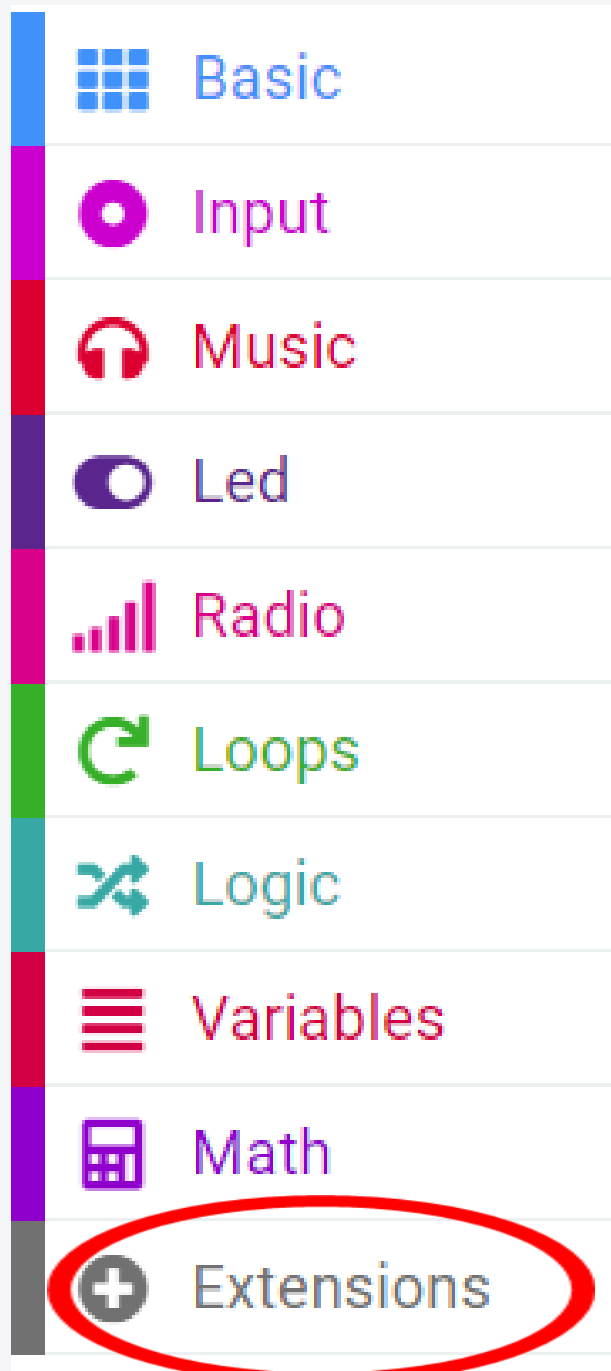 Basic
Input
Music
Led
Radio
Loops
Logic
Variables
Math
Extensions